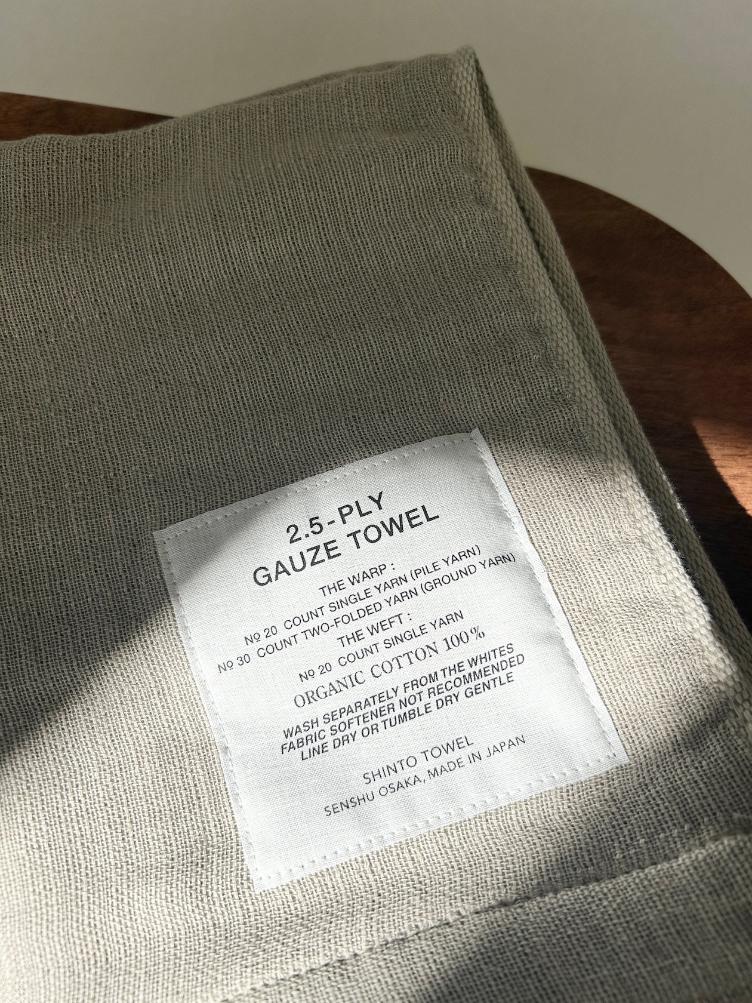 2.5-PLY
GAUZE TOWEL
THE WARP :
№ 20 COUNT SINGLE YARN (PILE YARN)
№ 30 COUNT TWO-FOLDED YARN (GROUND YARN)
THE WEFT :
№ 20 COUNT SINGLE YARN
ORGANIC COTTON 100%
WASH SEPARATELY FROM THE WHITES
FABRIC SOFTENER NOT RECOMMENDED
LINE DRY OR TUMBLE DRY GENTLE
SHINTO TOWEL
SENSHU OSAKA, MADE IN JAPAN